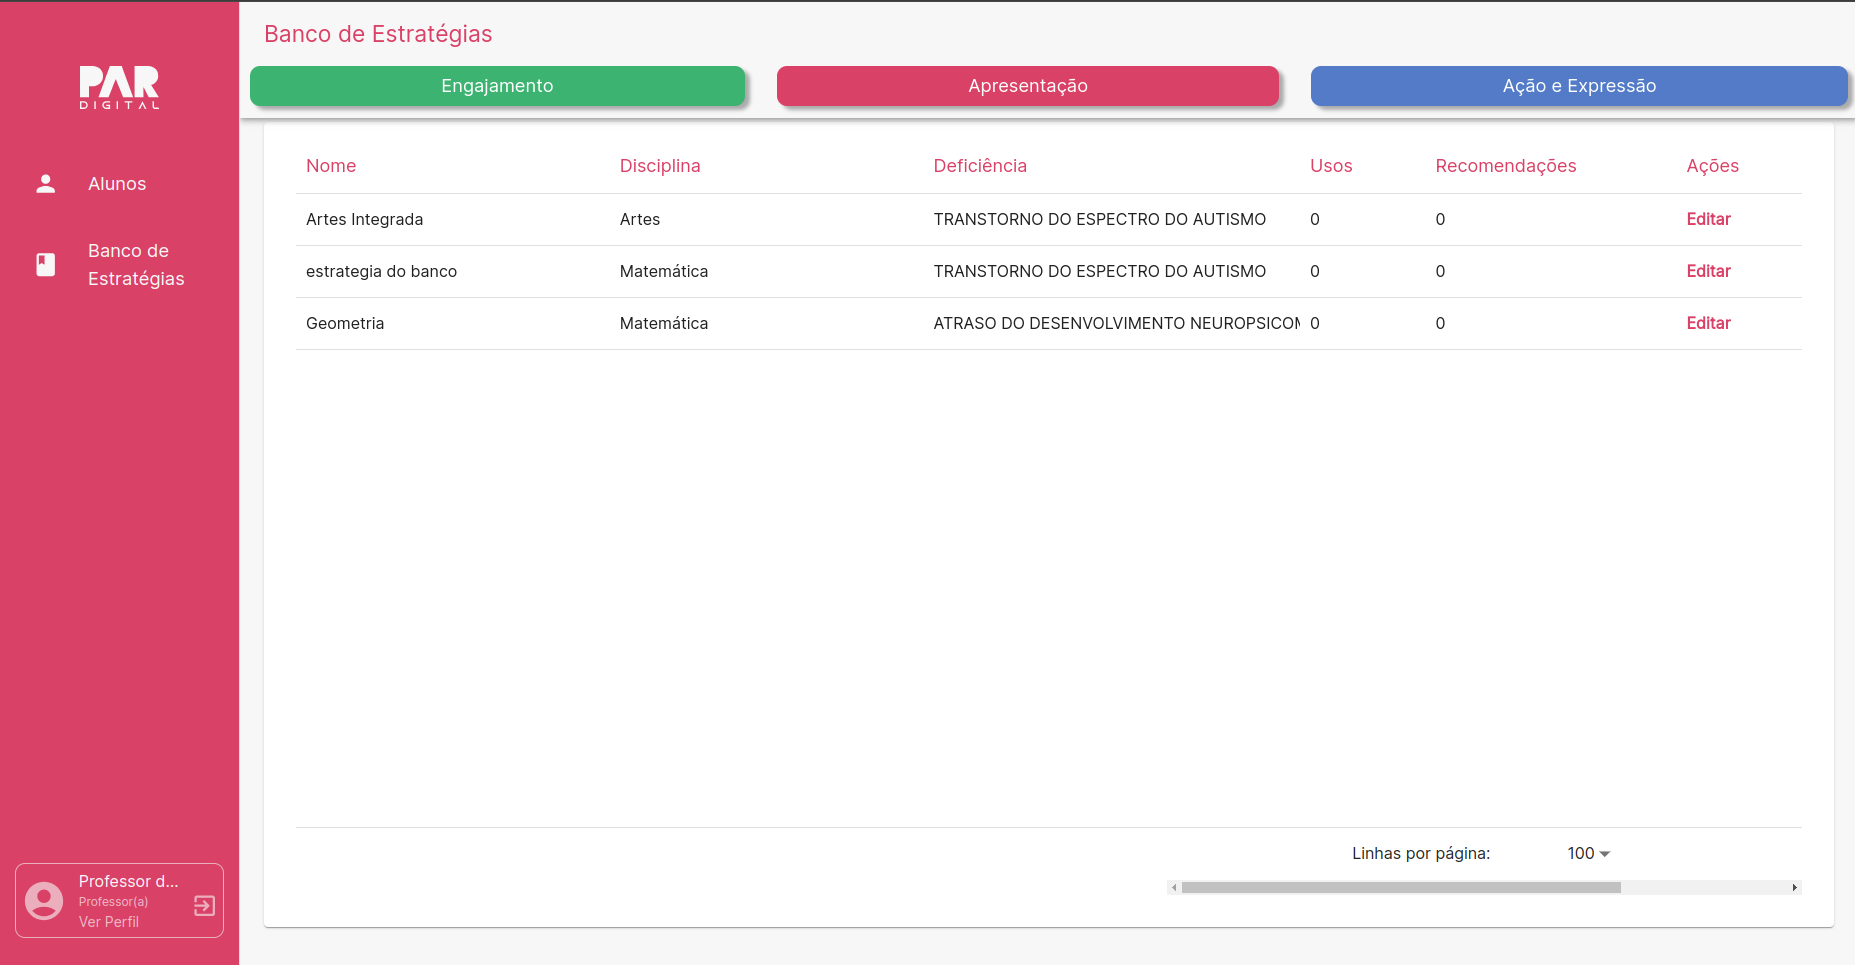 PAR
DIGITAL
Alunos
Banco de
Estratégias
Professor d...
Professor(a)
Ver Perfil
Banco de Estratégias
Engajamento Apresentação Ação e Expressão
Nome Disciplina Deficiência Usos Recomendações Ações
Artes Integrada Artes TRANSTORNO DO ESPECTRO DO AUTISMO 0 0 Editar
estrategia do banco Matemática TRANSTORNO DO ESPECTRO DO AUTISMO 0 0 Editar
Geometria Matemática ATRASO DO DESENVOLVIMENTO NEUROPSICOM 0 0 Editar
Linhas por página: 100